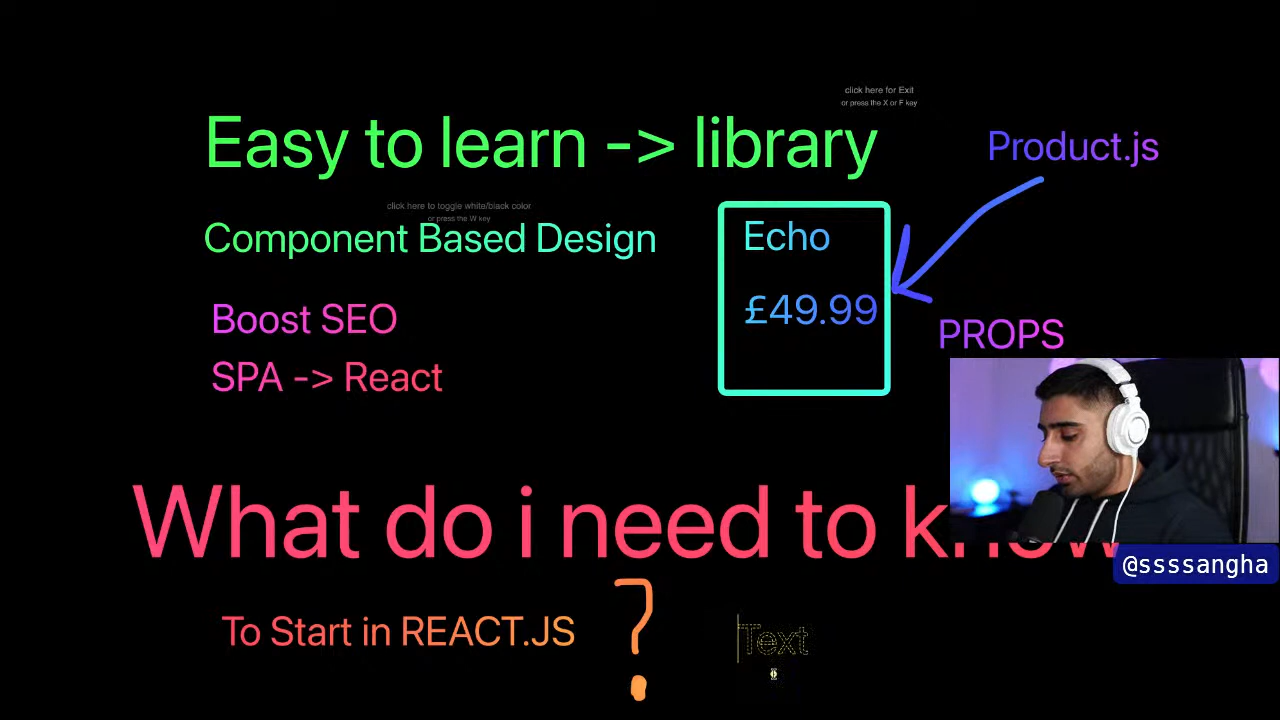 click here for Exit
or press the X or F key
Easy to learn -> library
Product.js
click here to toggle white/black color
or press the W key
Component Based Design
Echo
£49.99
Boost SEO
PROPS
SPA -> React
What do i need to know
@ssssangha
To Start in REACT.JS ?
Text